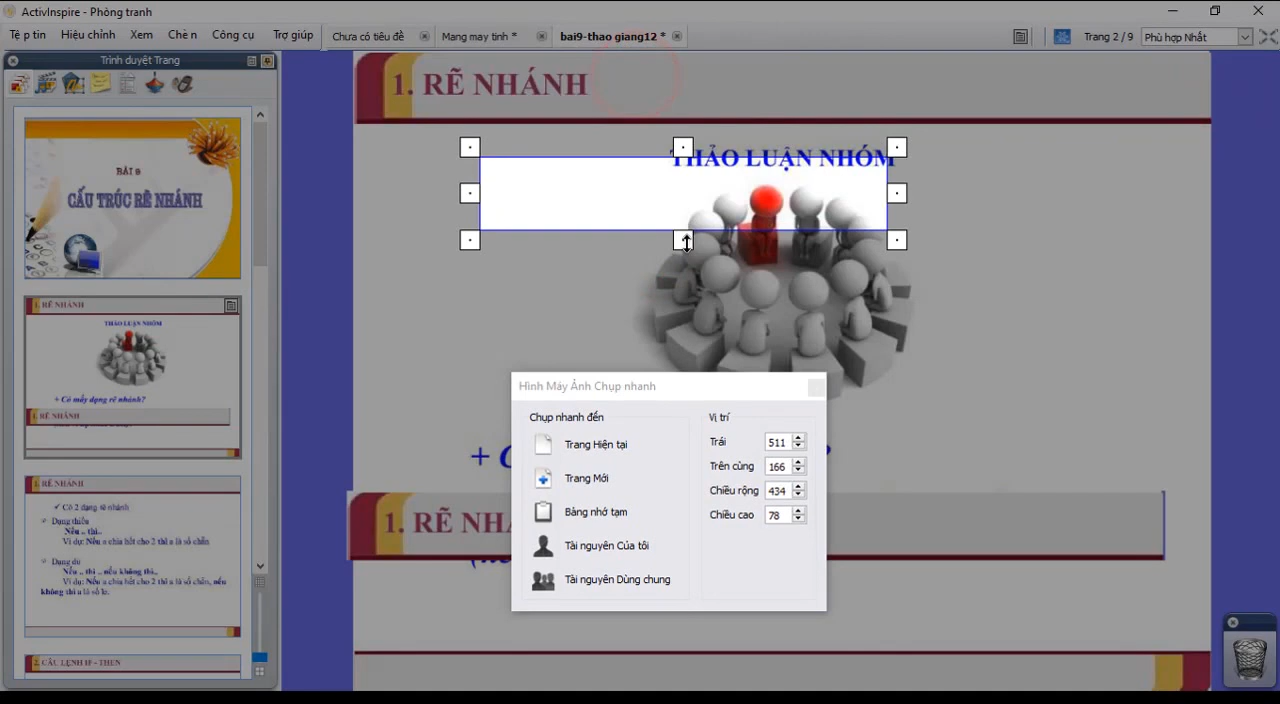 ActivInspire - Phòng tranh
Tệp tin Hiệu chỉnh Xem Chèn Công cụ Trợ giúp
Chưa có tiêu đề Mang may tinh * bai9-thao giang12 *
Trang 2 / 9 Phù hợp Nhất
Trình duyệt Trang
BÀI 9
CẤU TRÚC RẼ NHÁNH
1. RẼ NHÁNH
THẢO LUẬN NHÓM
+ Có mấy dạng rẽ nhánh?
1. RẼ NHÁNH
1. RẼ NHÁNH
✓ Có 2 dạng rẽ nhánh
Dạng thiếu
Nếu .. thì..
Ví dụ: Nếu a chia hết cho 2 thì a là số chẵn
Dạng đủ
Nếu .. thì .. nếu không thì..
Ví dụ: Nếu a chia hết cho 2 thì a là số chẵn, nếu
không thì a là số lẻ.
2. CÂU LỆNH IF - THEN
1. RẼ NHÁNH
THẢO LUẬN NHÓM
+
1. RẼ NHÁ
Hình Máy Ảnh Chụp nhanh
Chụp nhanh đến
Trang Hiện tại
Trang Mới
Bảng nhớ tạm
Tài nguyên Của tôi
Tài nguyên Dùng chung
Vị trí
Trái 511
Trên cùng 166
Chiều rộng 434
Chiều cao 78